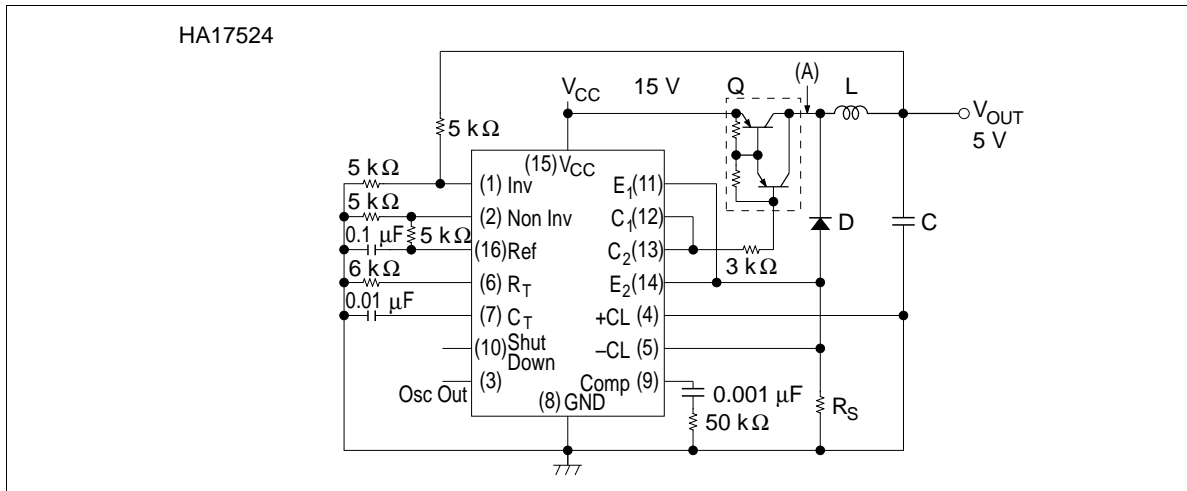 HA17524
V_CC 15 V Q (A) L
V_OUT
5 V
5 kΩ
(15) V_CC
5 kΩ
(1) Inv
E_1 (11)
5 kΩ
(2) Non Inv
C_1 (12)
D
C
0.1 µF
5 kΩ
(16) Ref
C_2 (13)
3 kΩ
6 kΩ
(6) R_T
E_2 (14)
0.01 µF
(7) C_T
+CL (4)
(10) Shut
Down
–CL (5)
Osc Out
(3)
Comp (9)
0.001 µF
R_S
(8) GND
50 kΩ